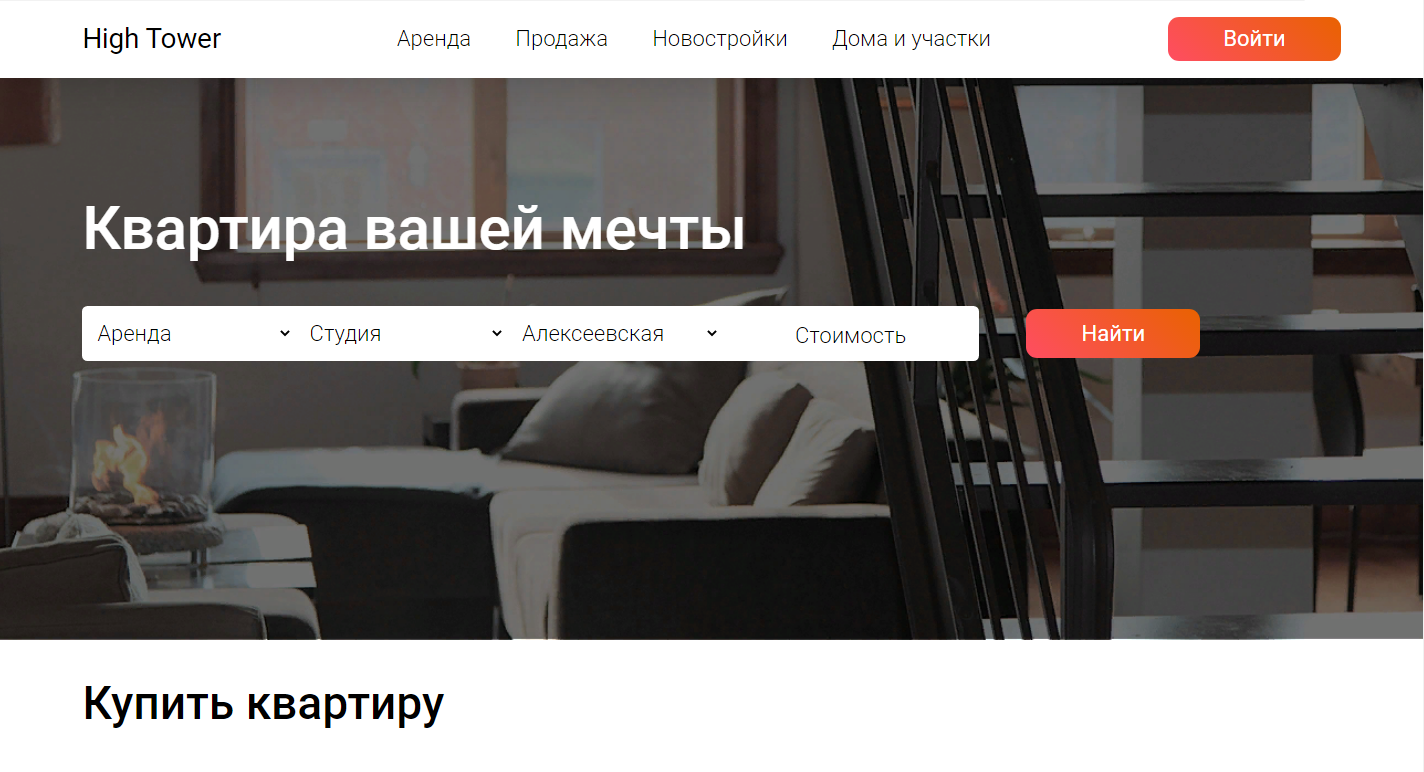 High Tower Аренда Продажа Новостройки Дома и участки Войти
Квартира вашей мечты
Аренда Студия Алексеевская Стоимость Найти
Купить квартиру